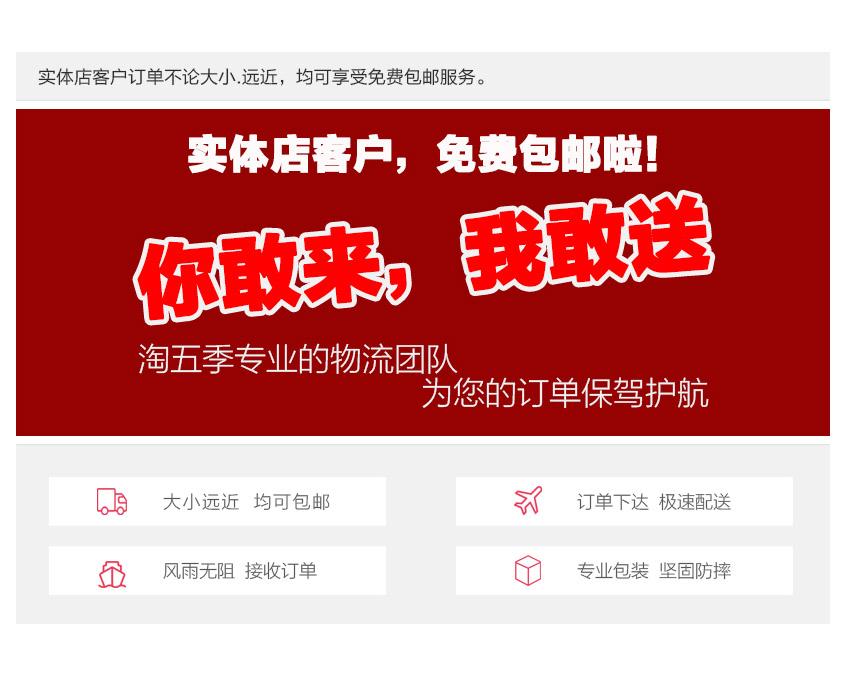 实体店客户订单不论大小.远近，均可享受免费包邮服务。
实体店客户，免费包邮啦!
你敢来，我敢送
淘五季专业的物流团队
为您的订单保驾护航
大小远近 均可包邮
订单下达 极速配送
风雨无阻 接收订单
专业包装 坚固防摔